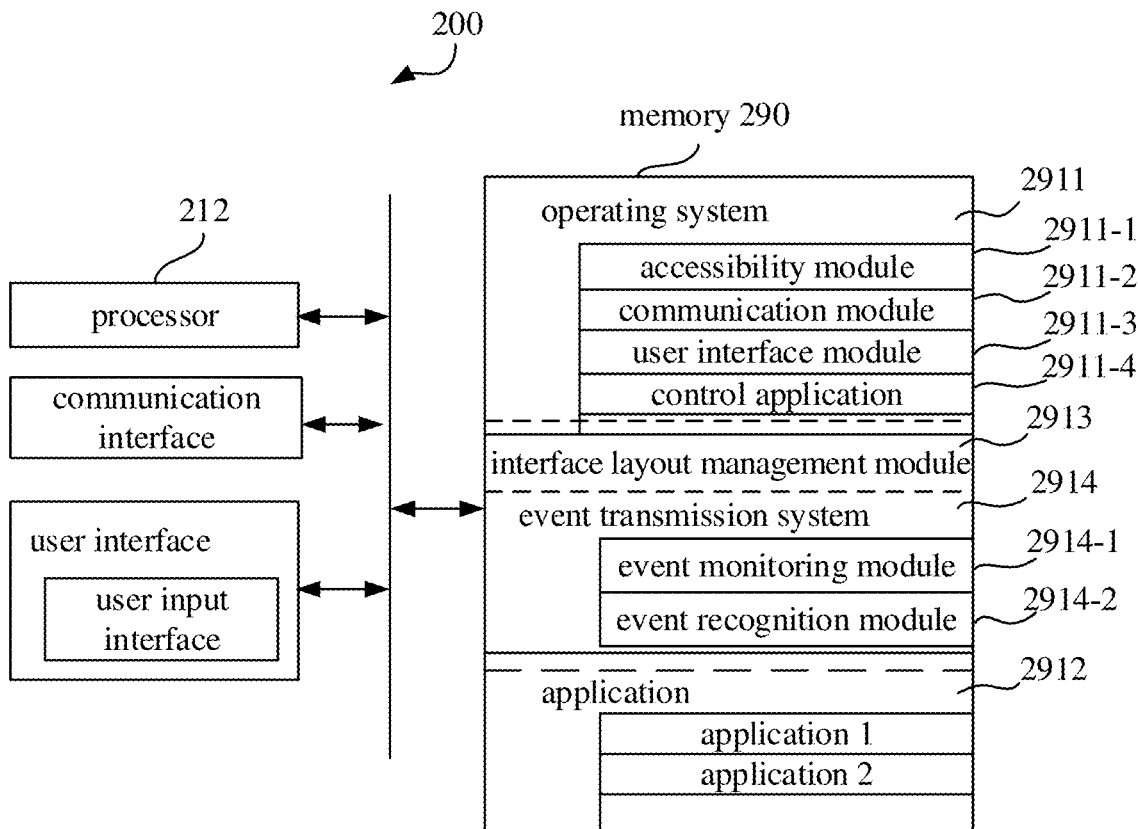 200
memory 290
212
processor
communication
interface
user interface
user input
interface
operating system
2911
accessibility module
2911-1
communication module
2911-2
user interface module
2911-3
control application
2911-4
interface layout management module
2913
event transmission system
2914
event monitoring module
2914-1
event recognition module
2914-2
application
2912
application 1
application 2